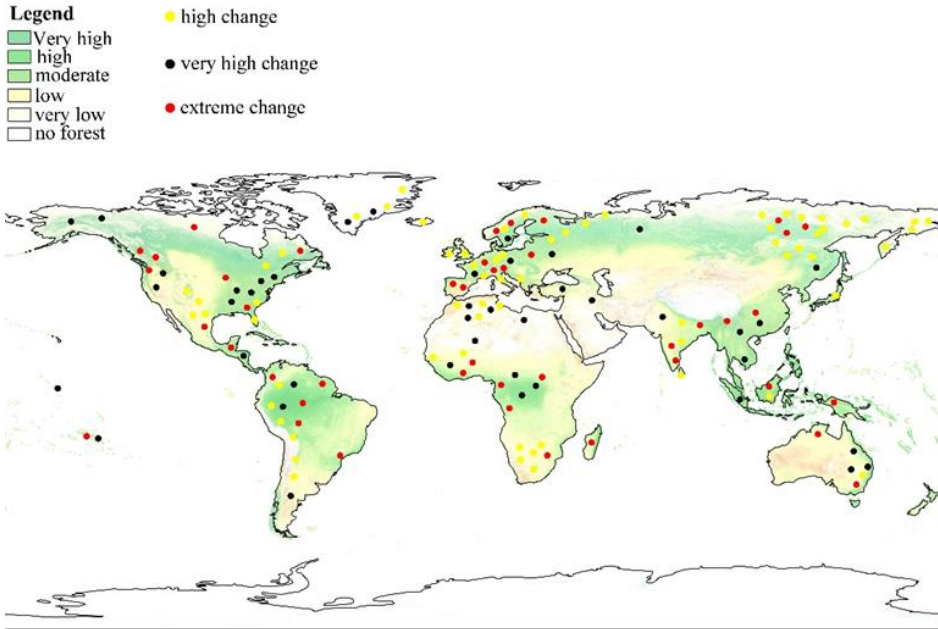 Legend
Very high
high
moderate
low
very low
no forest
high change
very high change
extreme change